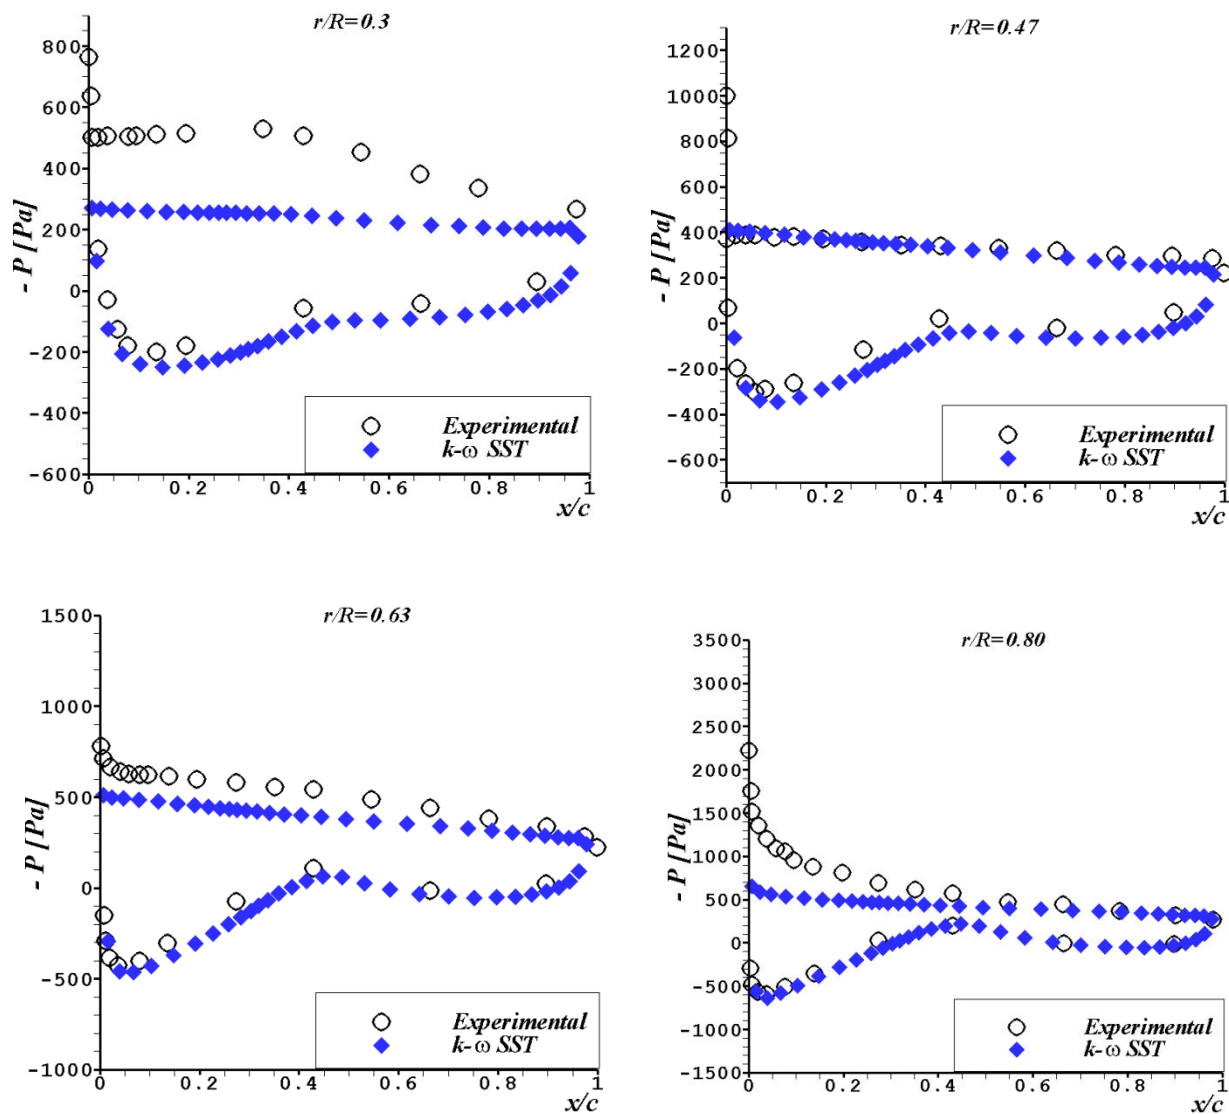 r/R=0.3
800
600
400
200
0
-200
-400
-600
- P [Pa]
0
0.2
0.4
0.6
0.8
1
x/c
Experimental
k-ω SST
r/R=0.47
1200
1000
800
600
400
200
0
-200
-400
-600
- P [Pa]
0
0.2
0.4
0.6
0.8
1
x/c
Experimental
k-ω SST
r/R=0.63
1500
1000
500
0
-500
-1000
- P [Pa]
0
0.2
0.4
0.6
0.8
1
x/c
Experimental
k-ω SST
r/R=0.80
3500
3000
2500
2000
1500
1000
500
0
-500
-1000
-1500
- P [Pa]
0
0.2
0.4
0.6
0.8
1
x/c
Experimental
k-ω SST